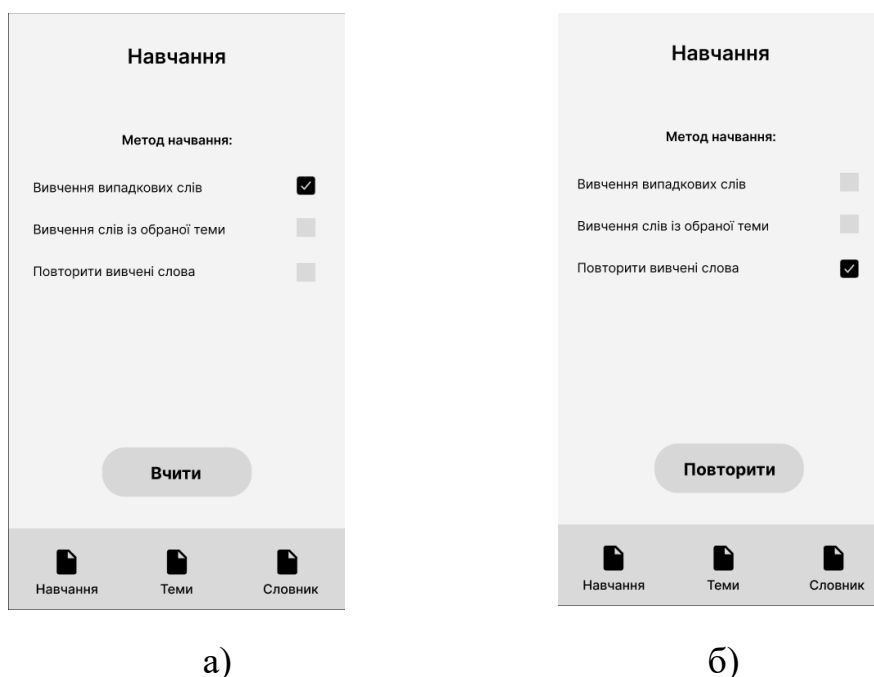 Навчання
Метод начвання:
Вивчення випадкових слів
Вивчення слів із обраної теми
Повторити вивчені слова
Вчити
Навчання Теми Словник
а)
Навчання
Метод начвання:
Вивчення випадкових слів
Вивчення слів із обраної теми
Повторити вивчені слова
Повторити
Навчання Теми Словник
б)